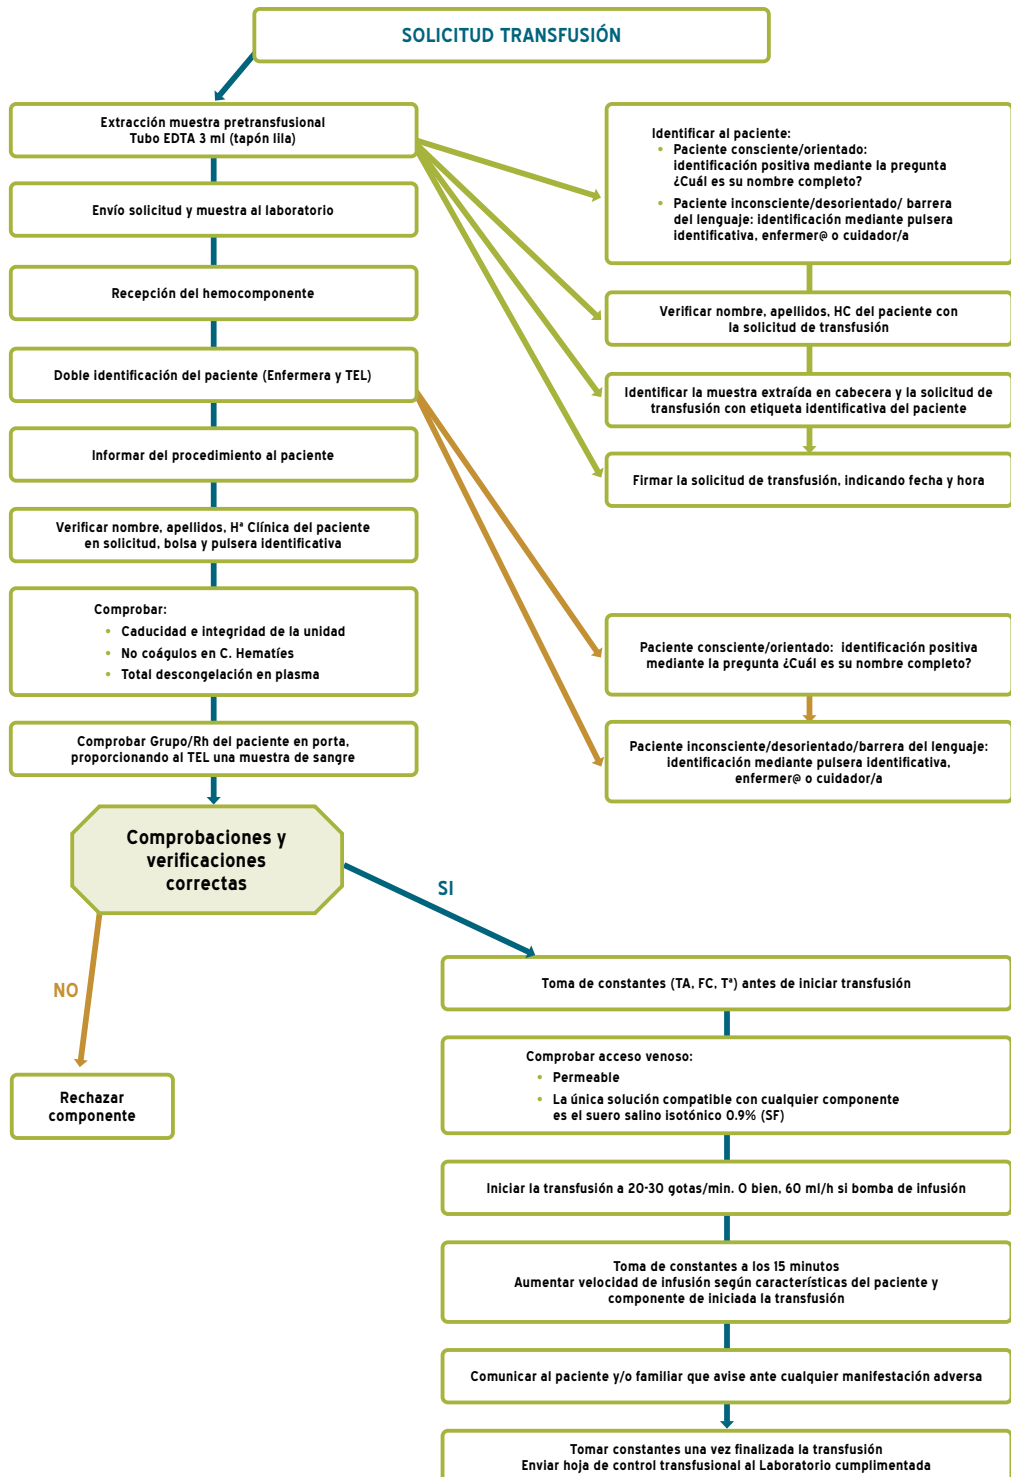 SOLICITUD TRANSFUSIÓN
Extracción muestra pretransfusional
Tubo EDTA 3 ml (tapón lila)
Envío solicitud y muestra al laboratorio
Recepción del hemocomponente
Doble identificación del paciente (Enfermera y TEL)
Informar del procedimiento al paciente
Verificar nombre, apellidos, Hª Clínica del paciente
en solicitud, bolsa y pulsera identificativa
Comprobar:
• Caducidad e integridad de la unidad
• No coágulos en C. Hematíes
• Total descongelación en plasma
Comprobar Grupo/Rh del paciente en porta,
proporcionando al TEL una muestra de sangre
Identificar al paciente:
• Paciente consciente/orientado:
identificación positiva mediante la pregunta
¿Cuál es su nombre completo?
• Paciente inconsciente/desorientado/ barrera
del lenguaje: identificación mediante pulsera
identificativa, enfermer@ o cuidador/a
Verificar nombre, apellidos, HC del paciente con
la solicitud de transfusión
Identificar la muestra extraída en cabecera y la solicitud de
transfusión con etiqueta identificativa del paciente
Firmar la solicitud de transfusión, indicando fecha y hora
Paciente consciente/orientado: identificación positiva
mediante la pregunta ¿Cuál es su nombre completo?
Paciente inconsciente/desorientado/barrera del lenguaje:
identificación mediante pulsera identificativa,
enfermer@ o cuidador/a
Comprobaciones y
verificaciones
correctas
SI
NO
Rechazar
componente
Toma de constantes (TA, FC, Tª) antes de iniciar transfusión
Comprobar acceso venoso:
• Permeable
• La única solución compatible con cualquier componente
es el suero salino isotónico 0.9% (SF)
Iniciar la transfusión a 20-30 gotas/min. O bien, 60 ml/h si bomba de infusión
Toma de constantes a los 15 minutos
Aumentar velocidad de infusión según características del paciente y
componente de iniciada la transfusión
Comunicar al paciente y/o familiar que avise ante cualquier manifestación adversa
Tomar constantes una vez finalizada la transfusión
Enviar hoja de control transfusional al Laboratorio cumplimentada